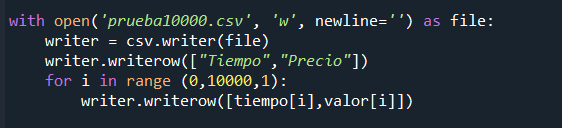 with open('prueba10000.csv', 'w', newline='') as file:
    writer = csv.writer(file)
    writer.writerow(["Tiempo","Precio"])
    for i in range (0,10000,1):
        writer.writerow([tiempo[i],valor[i]])